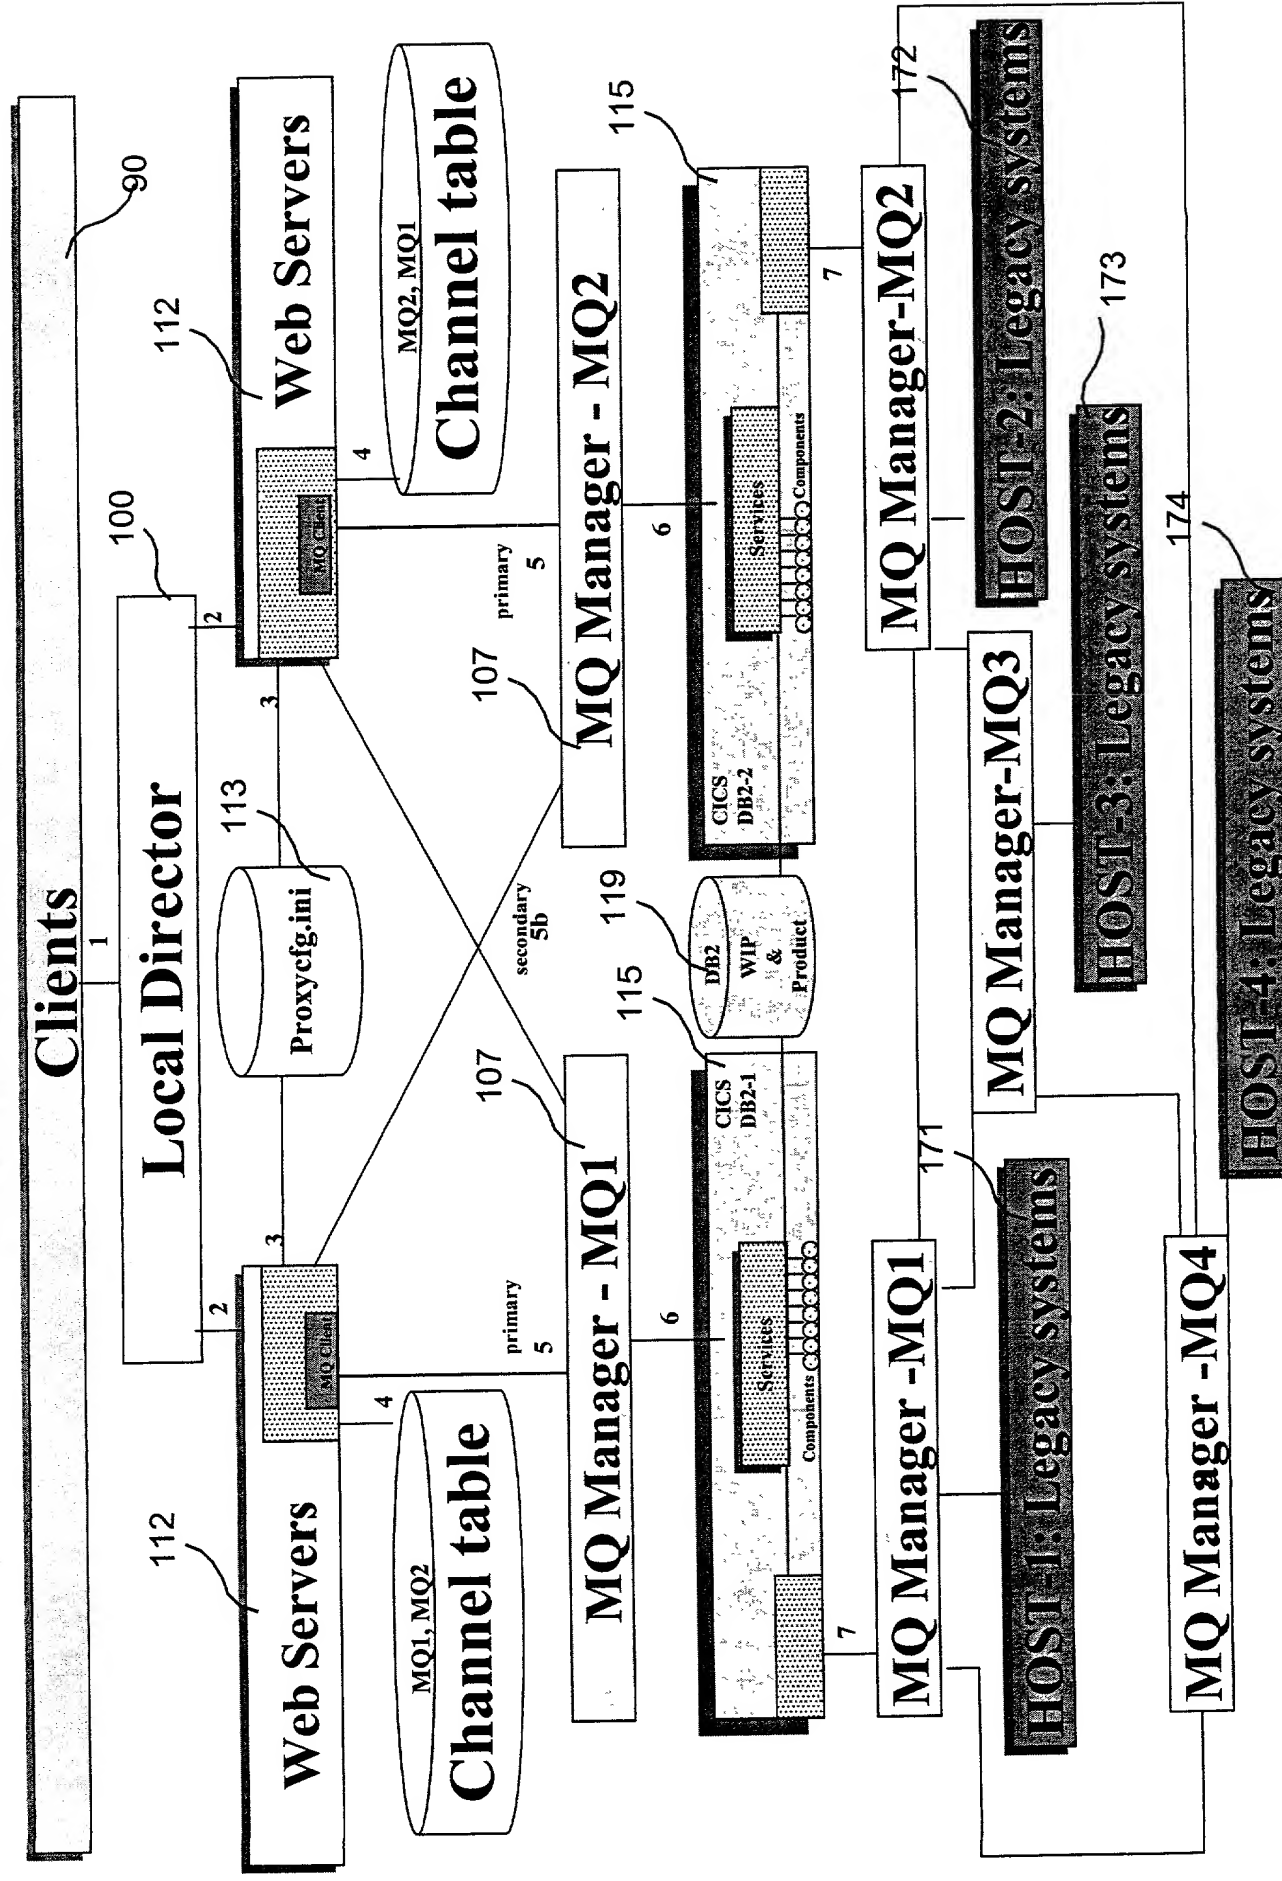 Clients
90
1
Local Director
100
2
2
Web Servers
112
MQ Client
3
Proxycfg.ini
113
3
Web Servers
112
MQ Client
4
MQ1, MQ2
Channel table
4
MQ2, MQ1
Channel table
primary
5
secondary
5b
primary
5
107
MQ Manager - MQ1
107
MQ Manager - MQ2
6
6
115
CICS
DB2-1
Services
Components
119
DB2
WIP
&
Product
115
CICS
DB2-2
Services
Components
7
7
MQ Manager -MQ1
MQ Manager-MQ2
171
HOST-1: Legacy systems
MQ Manager-MQ3
172
HOST-2: Legacy systems
173
HOST-3: Legacy systems
MQ Manager -MQ4
174
HOST-4: Legacy systems